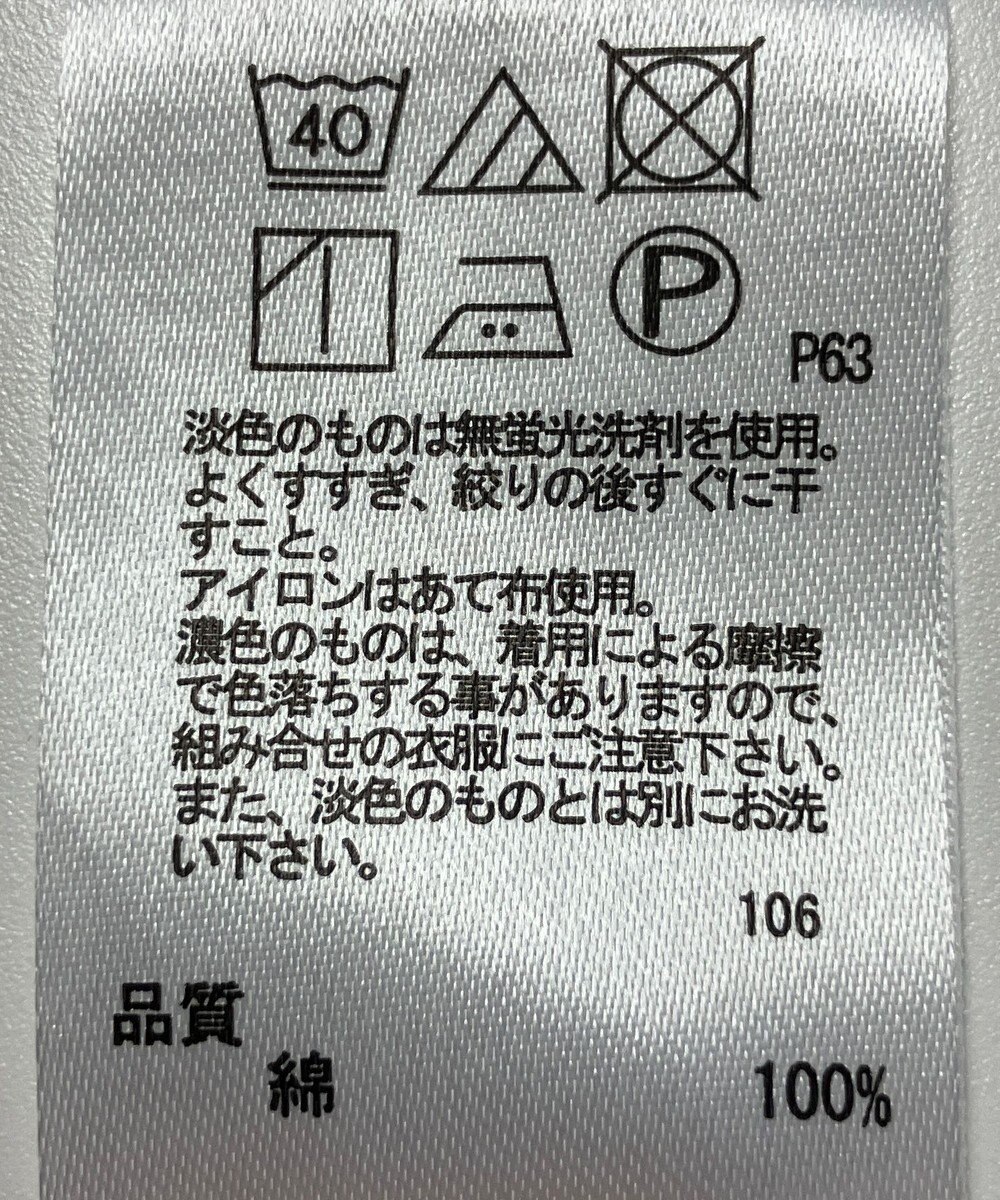 40
P
P63
淡色のものは無蛍光洗剤を使用。
よくすすぎ、絞りの後すぐに干
すこと。
アイロンはあて布使用。
濃色のものは、着用による摩擦
で色落ちする事がありますので、
組み合せの衣服にご注意下さい。
また、淡色のものとは別にお洗
い下さい。
106
品質
綿 100%